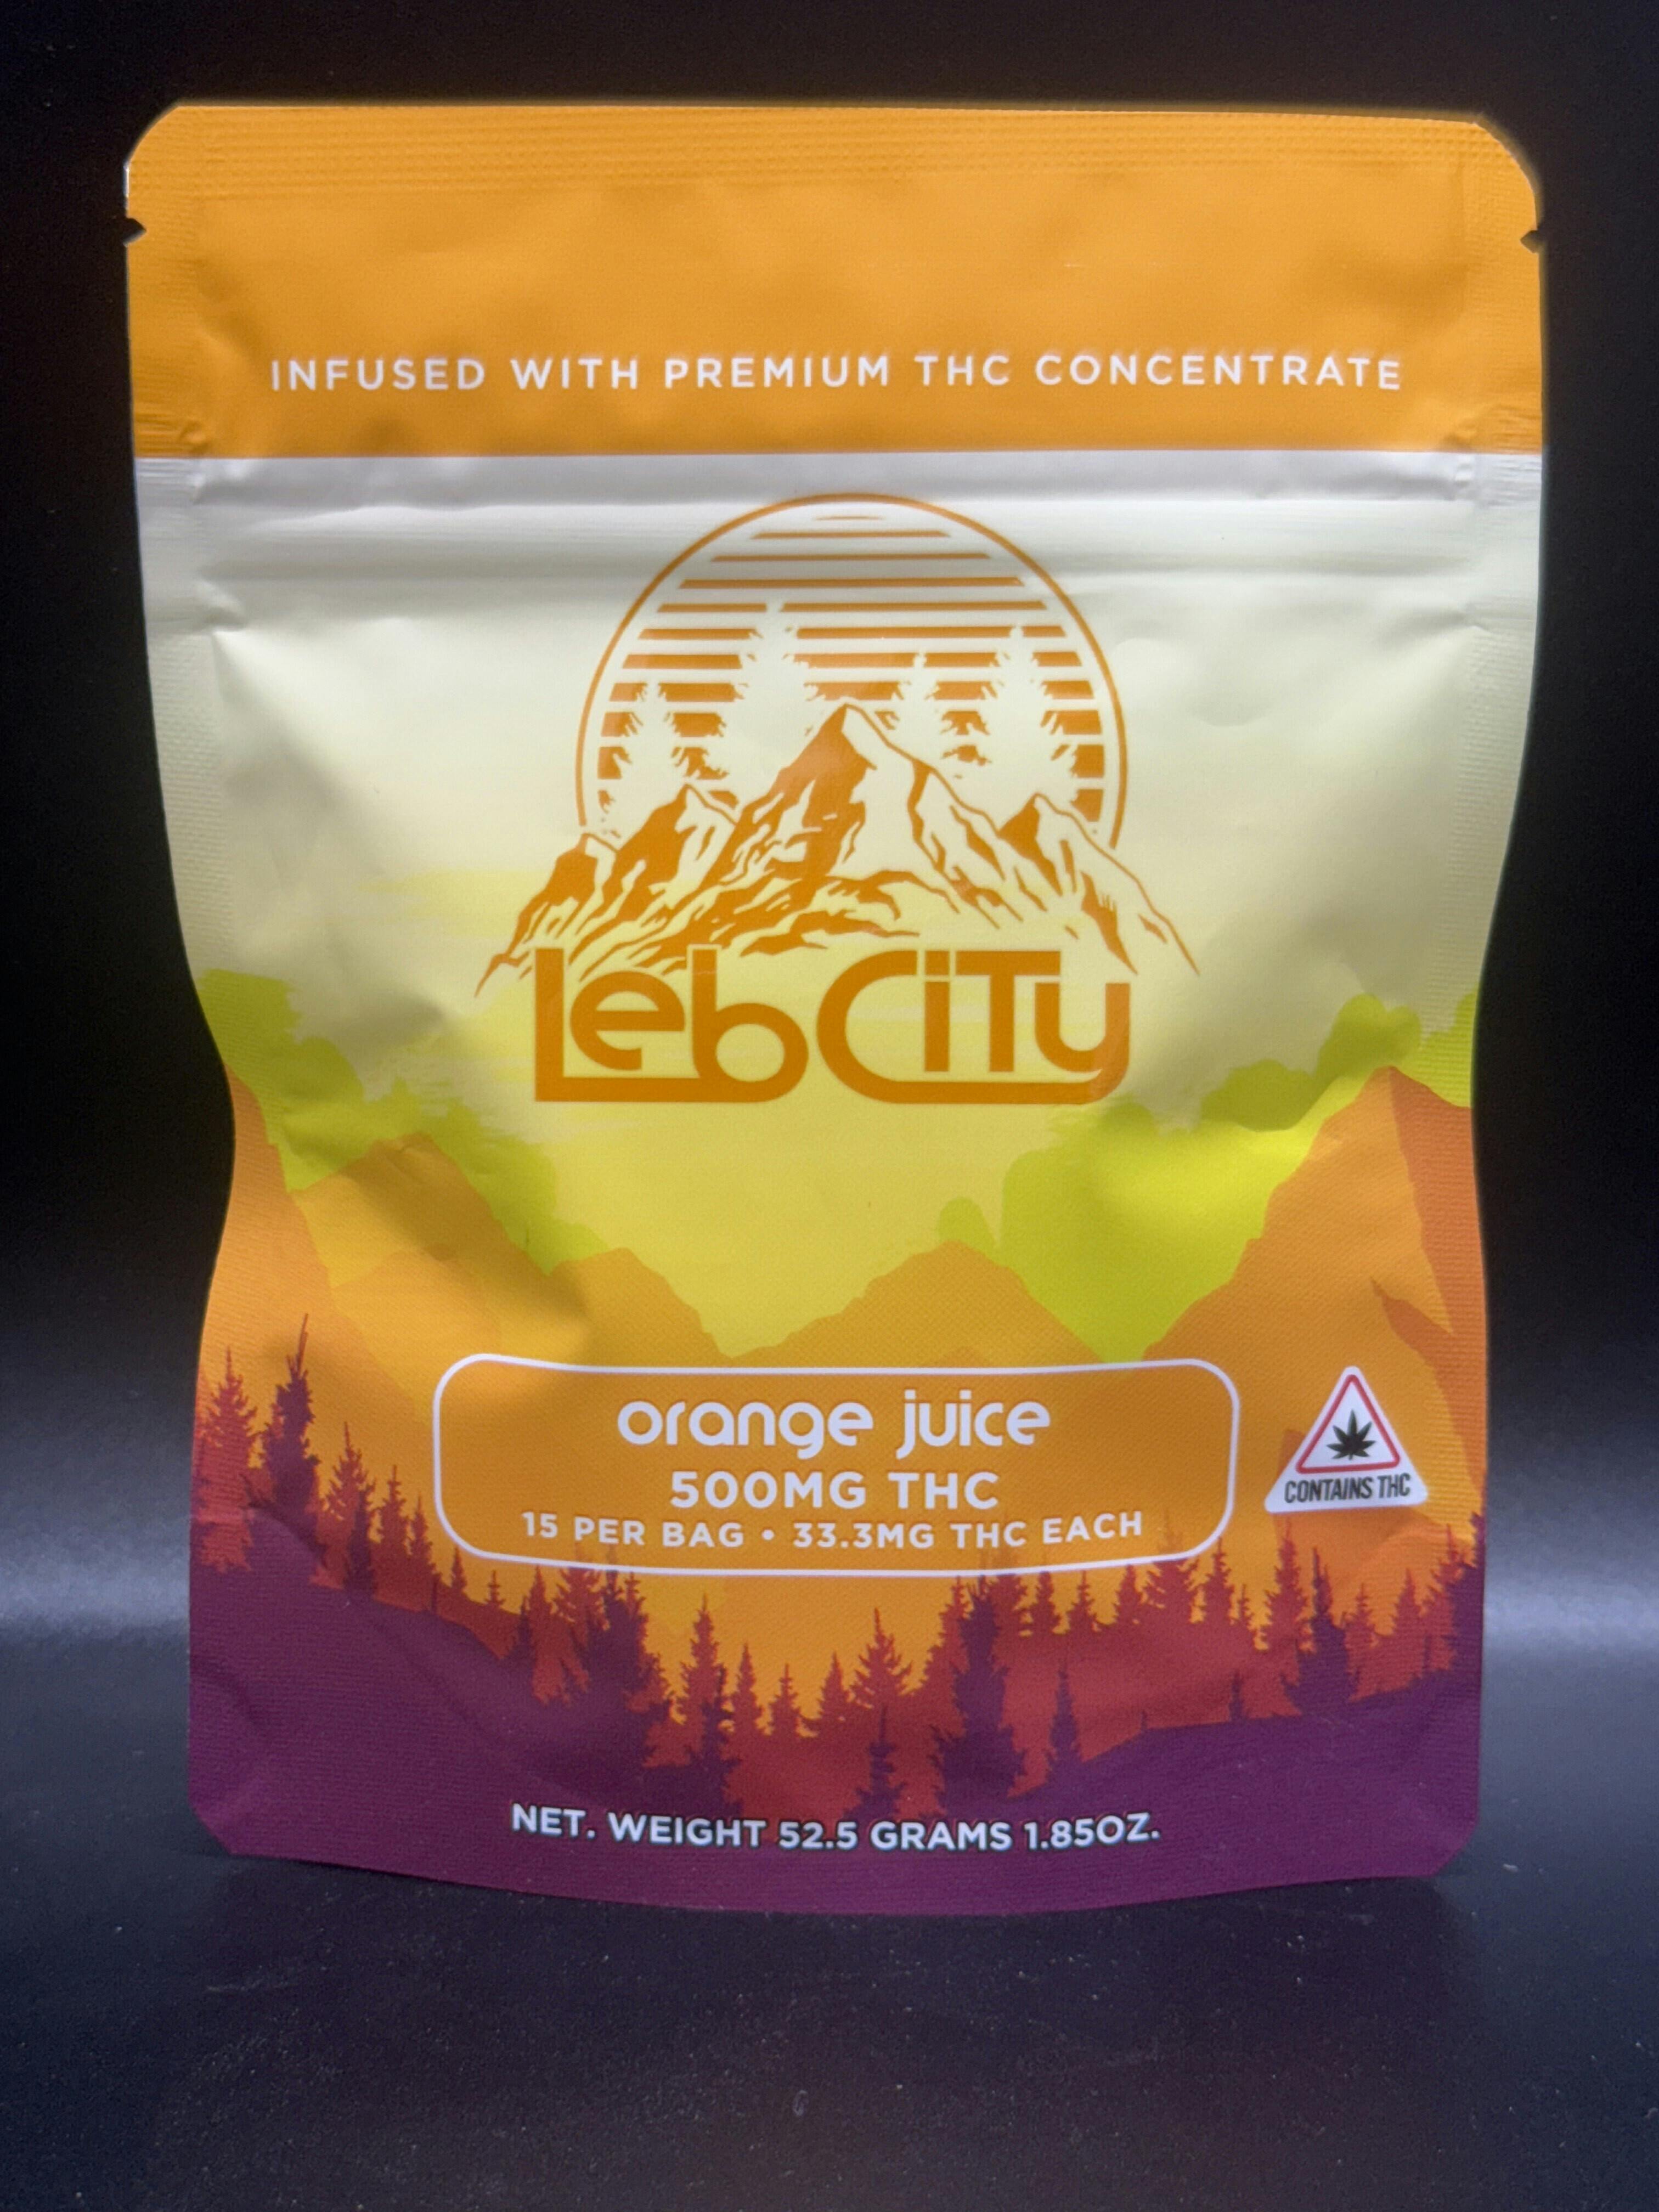 INFUSED WITH PREMIUM THC CONCENTRATE
LebCiTy
orange juice
500MG THC
15 PER BAG • 33.3MG THC EACH
CONTAINS THC
NET. WEIGHT 52.5 GRAMS 1.85OZ.